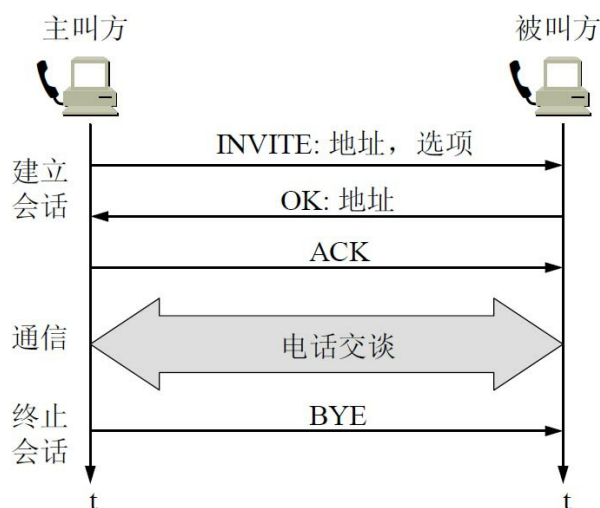 主叫方
被叫方
INVITE: 地址，选项
建立
会话
OK: 地址
ACK
通信
电话交谈
终止
会话
BYE
t
t